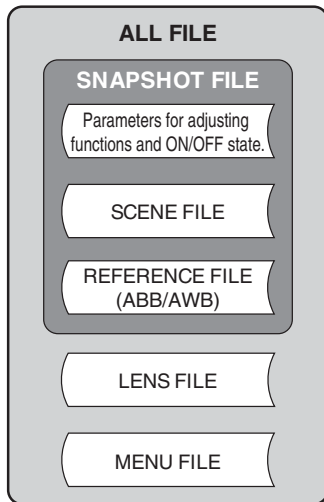 ALL FILE
SNAPSHOT FILE
Parameters for adjusting
functions and ON/OFF state.
SCENE FILE
REFERENCE FILE
(ABB/AWB)
LENS FILE
MENU FILE